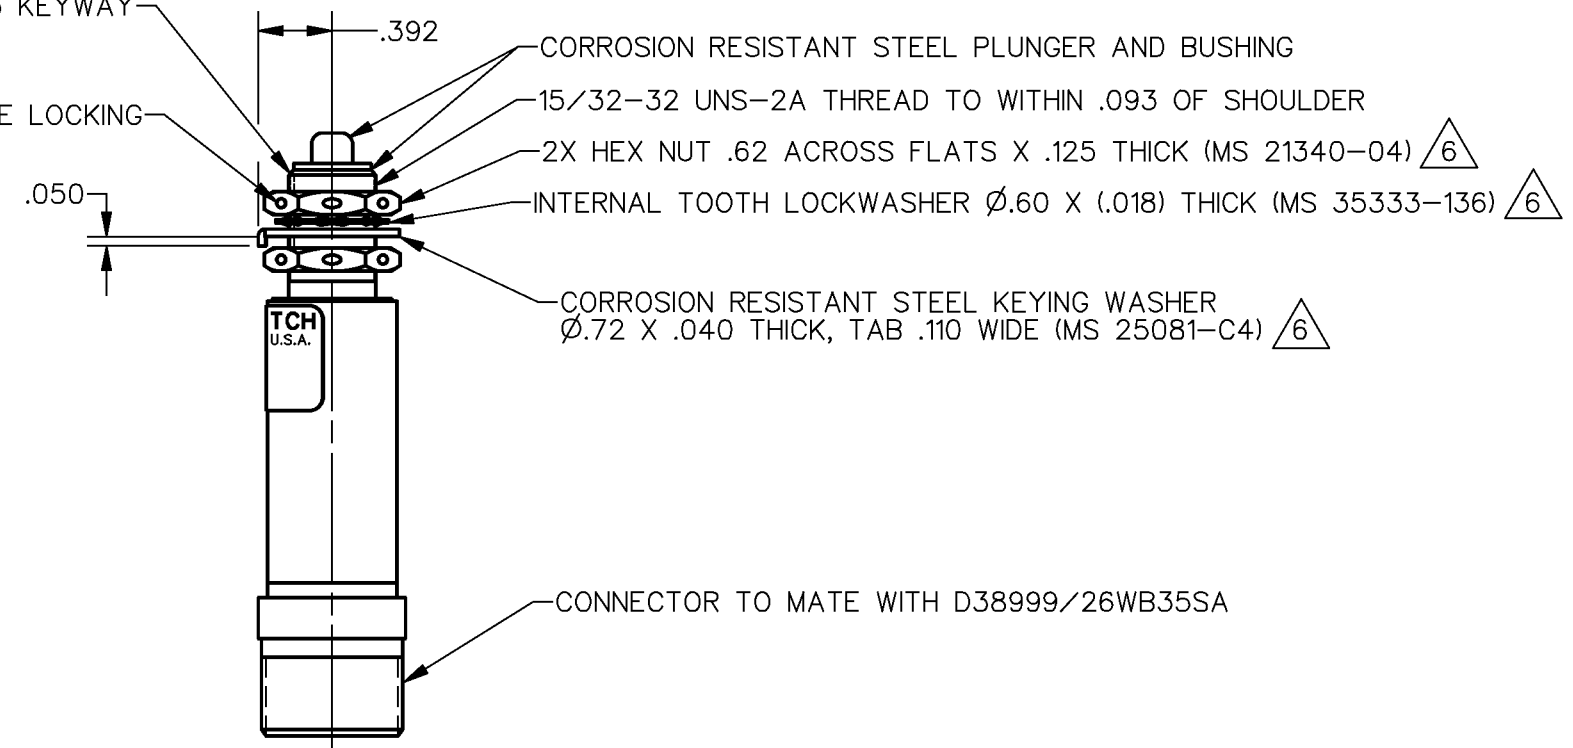 KEYWAY
.392
CORROSION RESISTANT STEEL PLUNGER AND BUSHING
15/32-32 UNS-2A THREAD TO WITHIN .093 OF SHOULDER
LOCKING
2X HEX NUT .62 ACROSS FLATS X .125 THICK (MS 21340-04) 6
.050
INTERNAL TOOTH LOCKWASHER Ø.60 X (.018) THICK (MS 35333-136) 6
CORROSION RESISTANT STEEL KEYING WASHER
Ø.72 X .040 THICK, TAB .110 WIDE (MS 25081-C4) 6
TCH
U.S.A.
CONNECTOR TO MATE WITH D38999/26WB35SA